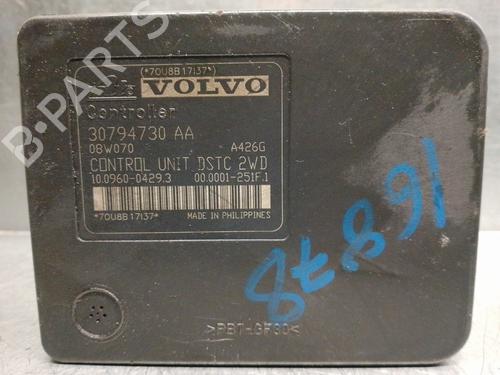 (*70U8B17137*)
VOLVO
Controller
30794730 AA
08W070 A426G
CONTROL UNIT DSTC 2WD
10.0960-0429.3 00.0001-251F.1
*70U8B17137*
MADE IN PHILIPPINES
16878
>PBT-GF30<
B-PARTS